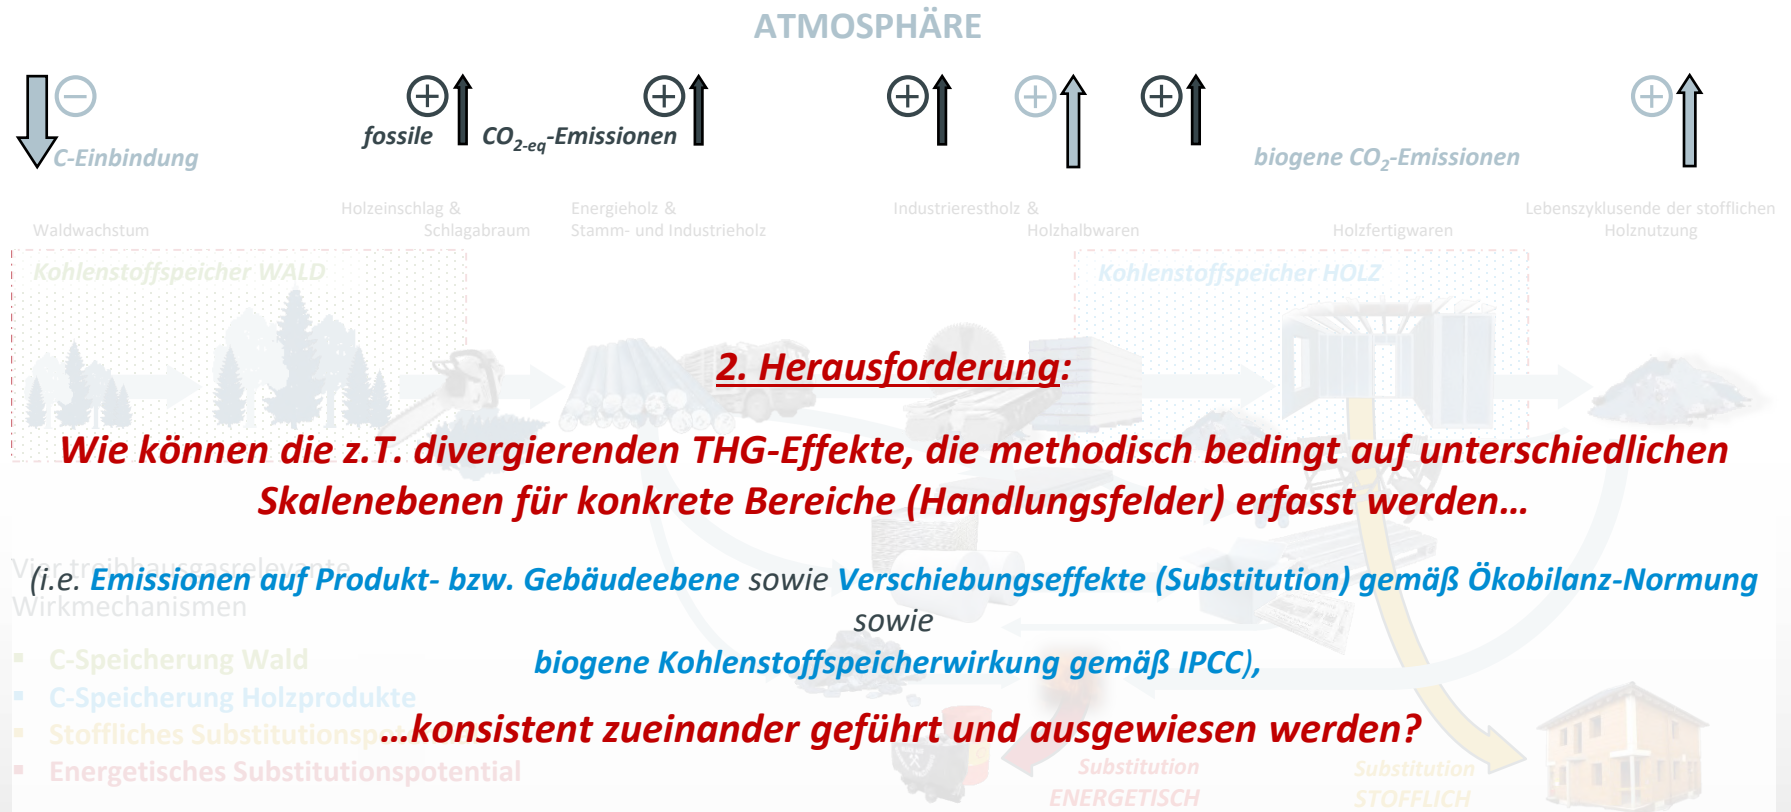 ATMOSPHÄRE
C-Einbindung
fossile CO2-eq-Emissionen
biogene CO2-Emissionen
Waldwachstum
Holzeinschlag &
Schlagabraum
Energieholz &
Stamm- und Industrieholz
Industrierestholz &
Holzhalbwaren
Holzfertigwaren
Lebenszyklusende der stofflichen
Holznutzung
Kohlenstoffspeicher WALD
Kohlenstoffspeicher HOLZ
2. Herausforderung:
Wie können die z.T. divergierenden THG-Effekte, die methodisch bedingt auf unterschiedlichen
Skalenebenen für konkrete Bereiche (Handlungsfelder) erfasst werden…
(i.e. Emissionen auf Produkt- bzw. Gebäudeebene sowie Verschiebungseffekte (Substitution) gemäß Ökobilanz-Normung
sowie
biogene Kohlenstoffspeicherwirkung gemäß IPCC),
…konsistent zueinander geführt und ausgewiesen werden?
Vier treibhausgasrelevante
Wirkmechanismen
▪ C-Speicherung Wald
▪ C-Speicherung Holzprodukte
▪ Stoffliches
▪ Energetisches Substitutionspotential
Substitution
ENERGETISCH
Substitution
STOFFLICH